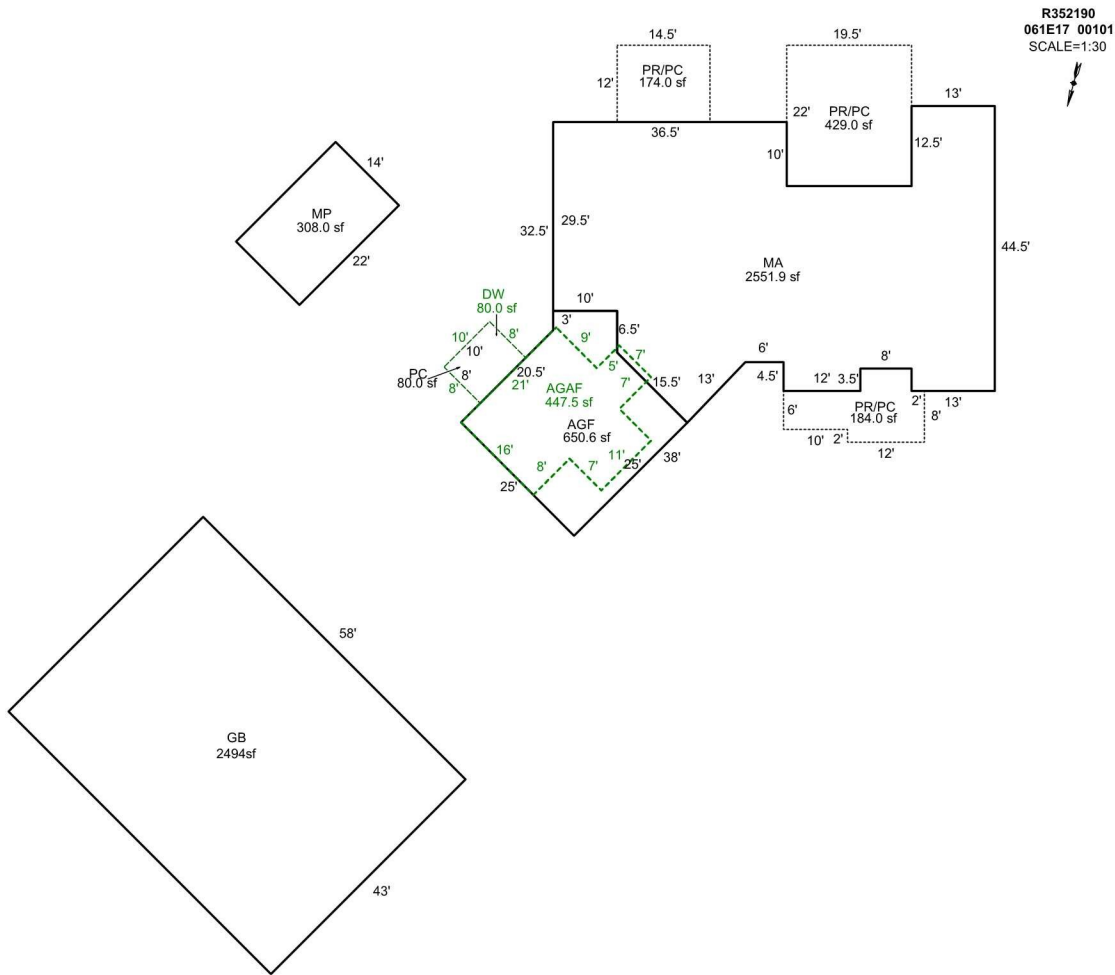 R352190
061E17 00101
SCALE=1:30
14.5'
12'
PR/PC
174.0 sf
36.5'
19.5'
22'
PR/PC
429.0 sf
10'
12.5'
13'
14'
MP
308.0 sf
22'
32.5'
29.5'
MA
2551.9 sf
44.5'
DW
80.0 sf
10'
8'
10'
PC
80.0 sf
8'
8'
10'
3'
6.5'
9'
5'
7'
7'
15.5'
20.5'
21'
AGAF
447.5 sf
AGF
650.6 sf
16'
25'
8'
7'
11'
25'
38'
13'
6'
4.5'
12'
3.5'
8'
2'
13'
6'
PR/PC
184.0 sf
8'
10'
2'
12'
58'
GB
2494sf
43'